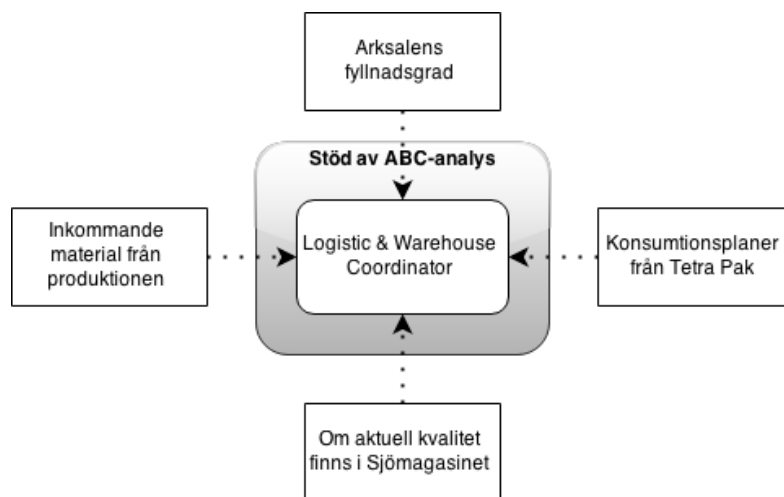 Arksalens
fyllnadsgrad
Stöd av ABC-analys
Inkommande
material från
produktionen
Logistic & Warehouse
Coordinator
Konsumtionsplaner
från Tetra Pak
Om aktuell kvalitet
finns i Sjömagasinet